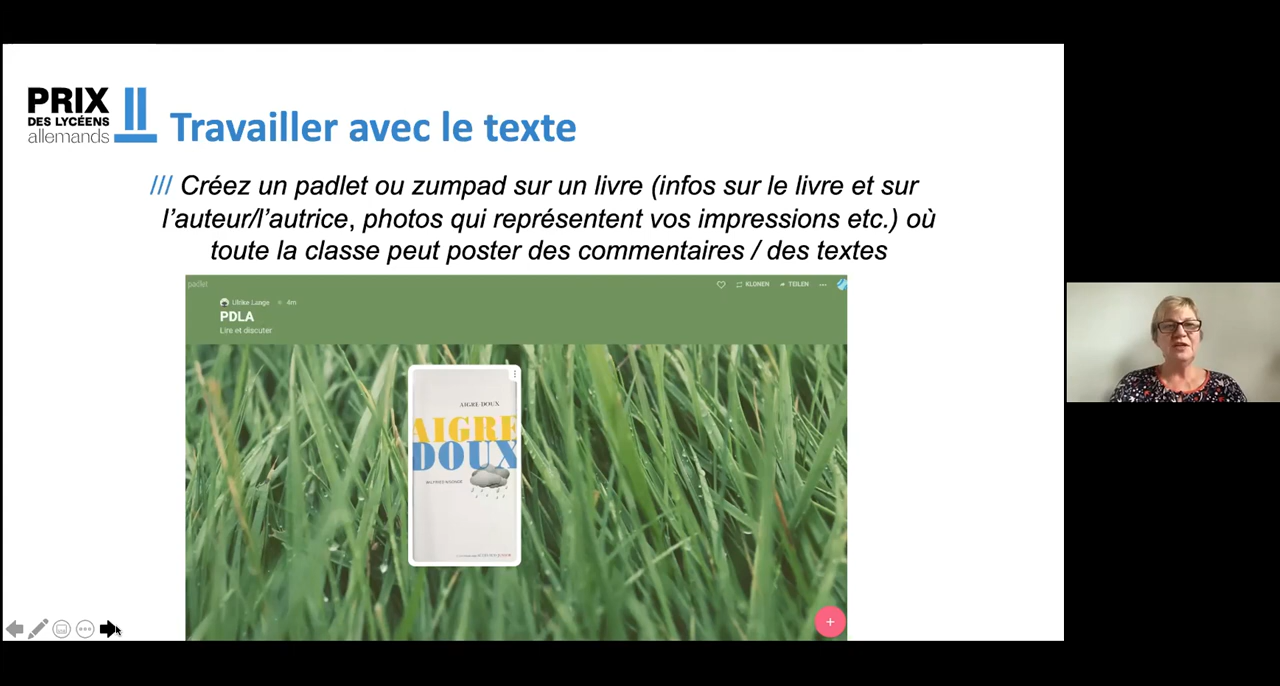 PRIX
DES LYCÉENS
allemands
Travailler avec le texte
/// Créez un padlet ou zumpad sur un livre (infos sur le livre et sur
l’auteur/l’autrice, photos qui représentent vos impressions etc.) où
toute la classe peut poster des commentaires / des textes
padlet
KLONEN
TEILEN
Ulrike Lange
4m
PDLA
Lire et discuter
AIGRE-DOUX
AIGRE
DOUX